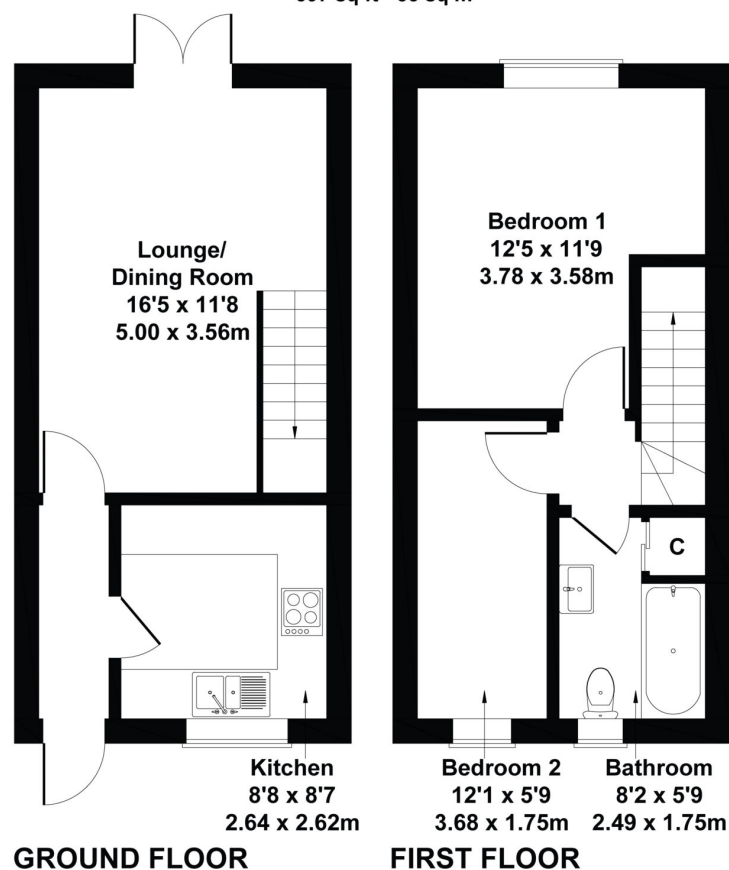 Lounge/
Dining Room
16'5 x 11'8
5.00 x 3.56m
Bedroom 1
12'5 x 11'9
3.78 x 3.58m
C
Kitchen
8'8 x 8'7
2.64 x 2.62m
Bedroom 2
12'1 x 5'9
3.68 x 1.75m
Bathroom
8'2 x 5'9
2.49 x 1.75m
GROUND FLOOR
FIRST FLOOR